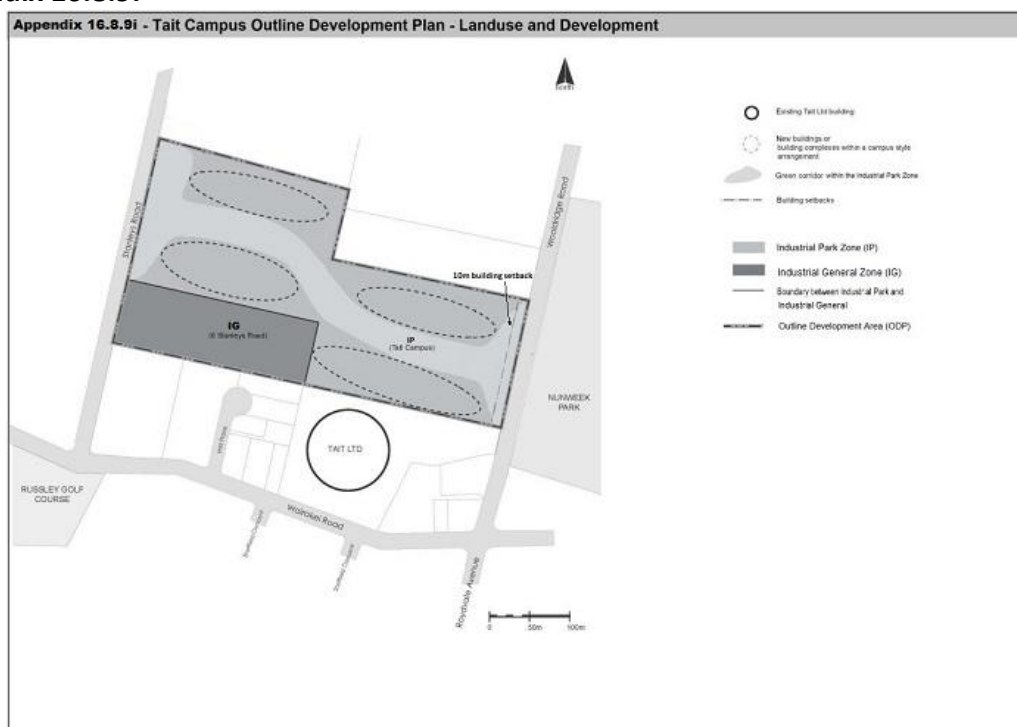 Appendix 16.8.9i - Tait Campus Outline Development Plan - Landuse and Development
North
Existing Tait Ltd building
New buildings or
building complexes within a campus style
arrangement
Green corridor within the Industrial Park Zone
Building setbacks
Industrial Park Zone (IP)
Industrial General Zone (IG)
Boundary between Industrial Park and
Industrial General
Outline Development Area (ODP)
Stanleys Road
Wooldridge Road
10m building setback
IG
(6 Stanleys Road)
IP
(Tait Campus)
NUNWEEK
PARK
TAIT LTD
RUSSLEY GOLF
COURSE
Wairakei Road
Roydvale Avenue
0 50m 100m